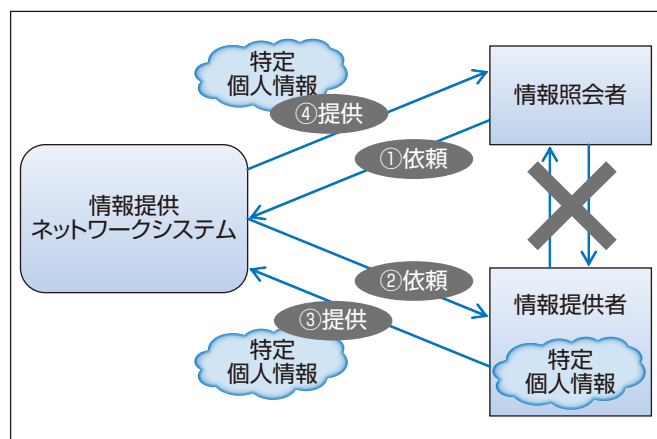 特定
個人情報
④提供
情報照会者
①依頼
情報提供
ネットワークシステム
②依頼
③提供
特定
個人情報
情報提供者
特定
個人情報